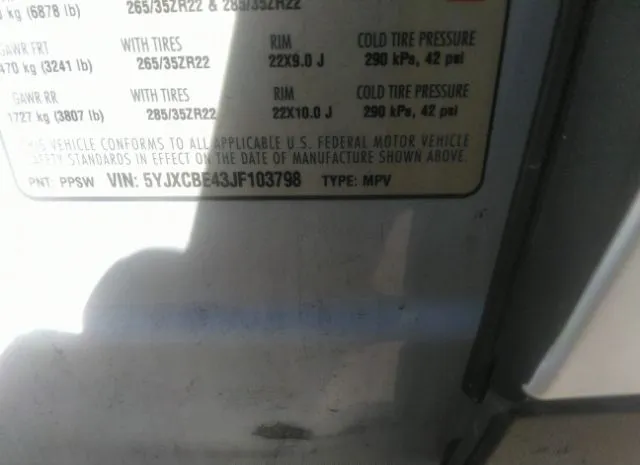 kg (6878 lb) 265/35ZR22 & 285/35ZR22
GAWR FRT WITH TIRES RIM COLD TIRE PRESSURE
470 kg (3241 lb) 265/35ZR22 22X9.0 J 290 kPa, 42 psi
GAWR RR WITH TIRES RIM COLD TIRE PRESSURE
1727 kg (3807 lb) 285/35ZR22 22X10.0 J 290 kPa, 42 psi
THIS VEHICLE CONFORMS TO ALL APPLICABLE U.S. FEDERAL MOTOR VEHICLE
SAFETY STANDARDS IN EFFECT ON THE DATE OF MANUFACTURE SHOWN ABOVE.
PNT: PPSW VIN: 5YJXCBE43JF103798 TYPE: MPV